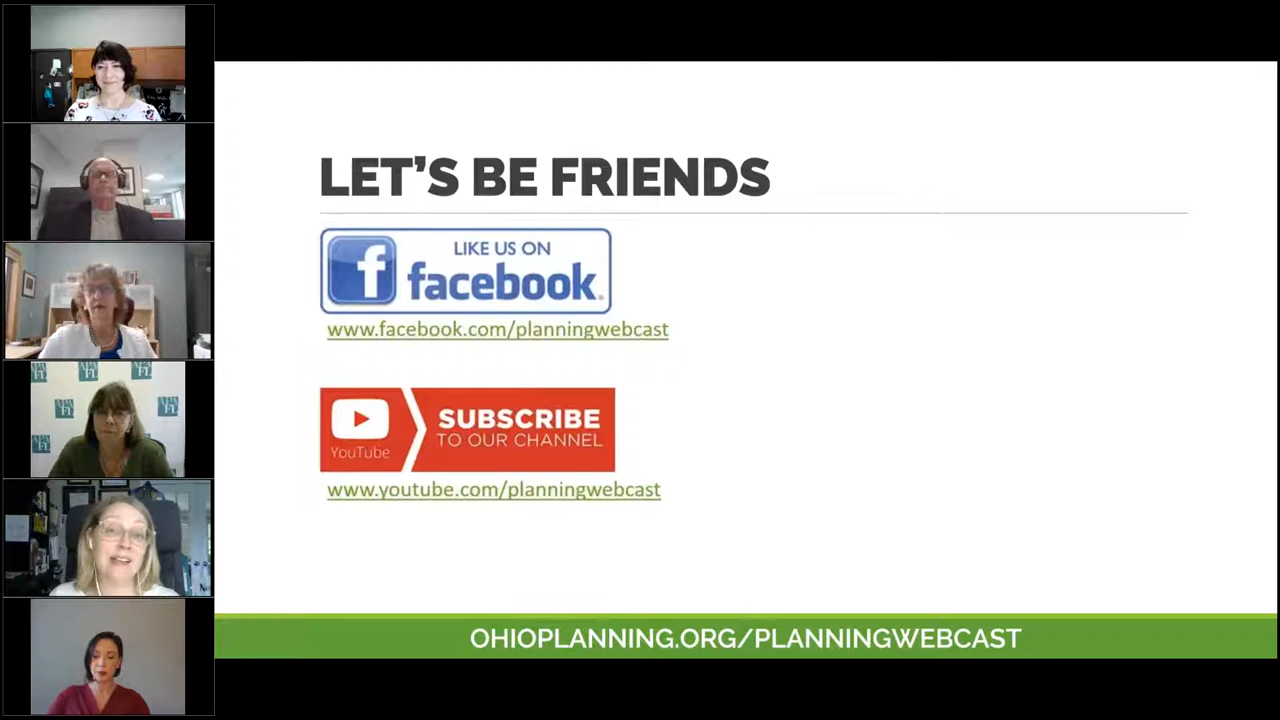 LET'S BE FRIENDS
f
LIKE US ON
facebook®
www.facebook.com/planningwebcast
YouTube
SUBSCRIBE
TO OUR CHANNEL
www.youtube.com/planningwebcast
OHIOPLANNING.ORG/PLANNINGWEBCAST